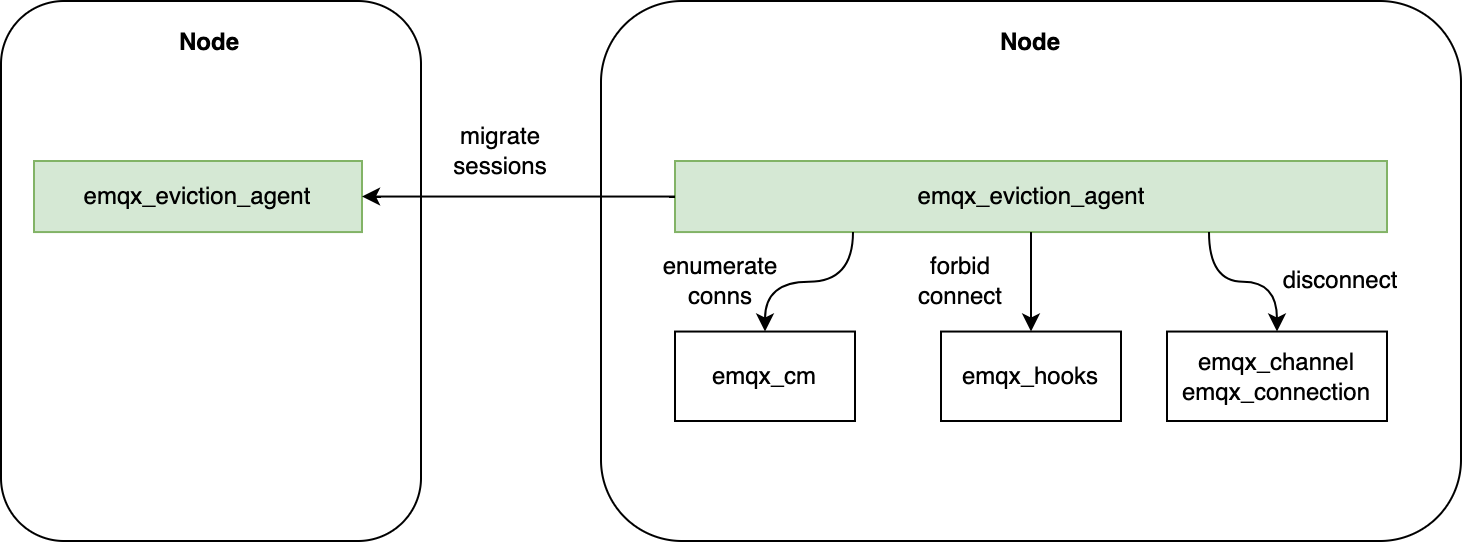 Node
Node
migrate
sessions
emqx_eviction_agent
emqx_eviction_agent
enumerate
conns
forbid
connect
disconnect
emqx_cm
emqx_hooks
emqx_channel
emqx_connection